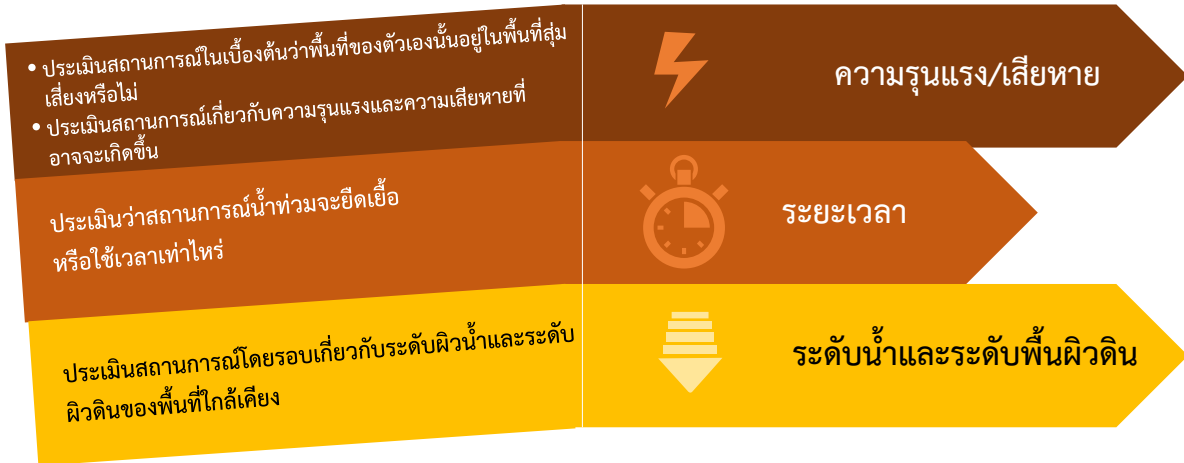 • ประเมินสถานการณ์ในเบื้องต้นว่าพื้นที่ของตัวเองนั้นอยู่ในพื้นที่สุ่ม
เสี่ยงหรือไม่
• ประเมินสถานการณ์เกี่ยวกับความรุนแรงและความเสียหายที่
อาจจะเกิดขึ้น
ความรุนแรง/เสียหาย
ประเมินว่าสถานการณ์น้ำท่วมจะยืดเยื้อ
หรือใช้เวลาเท่าไหร่
ระยะเวลา
ประเมินสถานการณ์โดยรอบเกี่ยวกับระดับผิวน้ำและระดับ
ผิวดินของพื้นที่ใกล้เคียง
ระดับน้ำและระดับพื้นผิวดิน